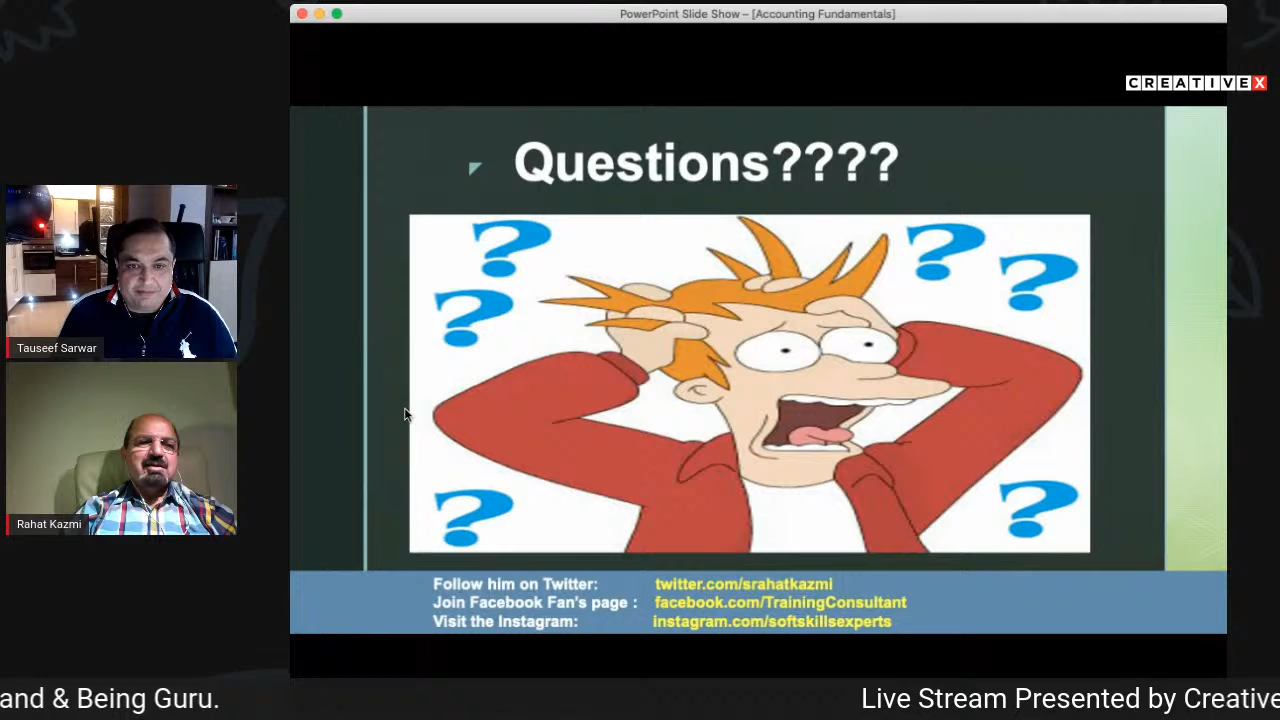 PowerPoint Slide Show – [Accounting Fundamentals]
CREATIVEX
Questions????
? ? ?
?
? ?
Tauseef Sarwar
Rahat Kazmi
Follow him on Twitter: twitter.com/srahatkazmi
Join Facebook Fan's page : facebook.com/TrainingConsultant
Visit the Instagram: instagram.com/softskillsexperts
and & Being Guru. Live Stream Presented by Creative